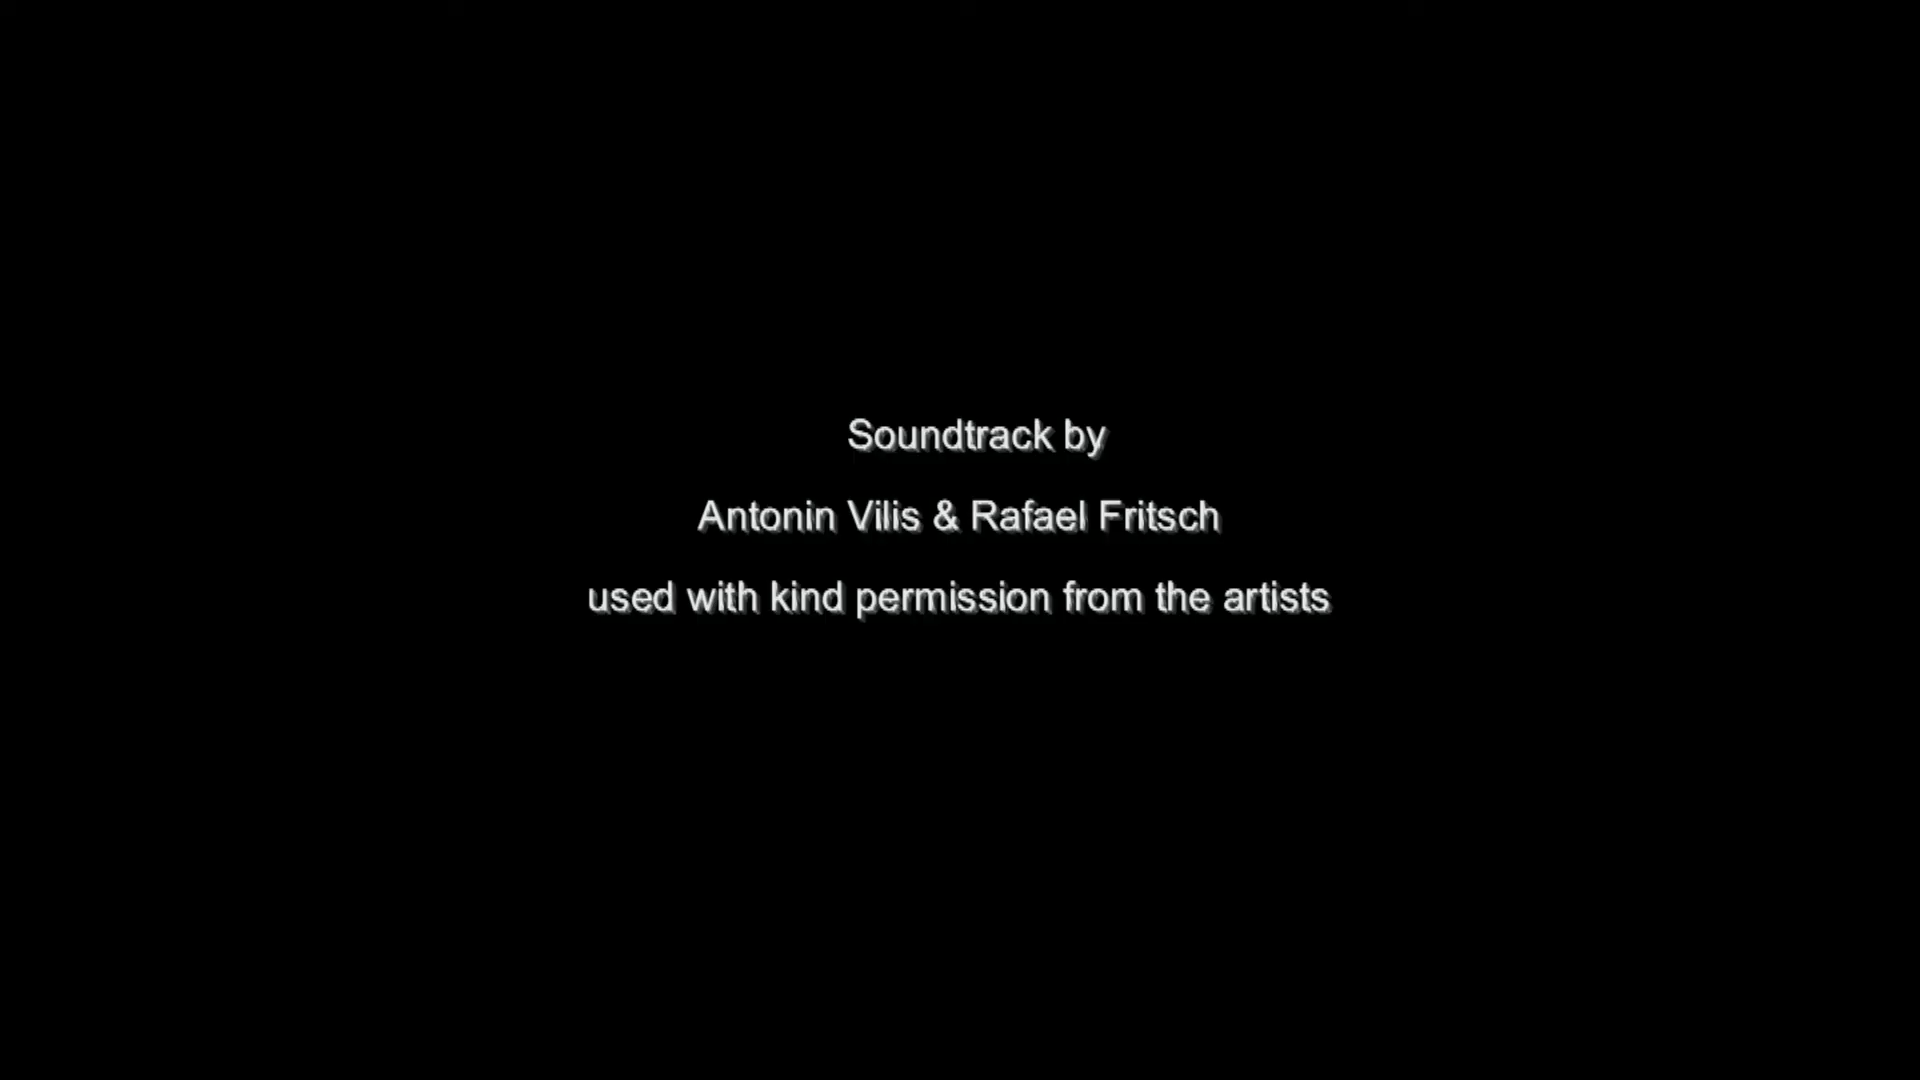 Soundtrack by
Antonin Vilis & Rafael Fritsch
used with kind permission from the artists